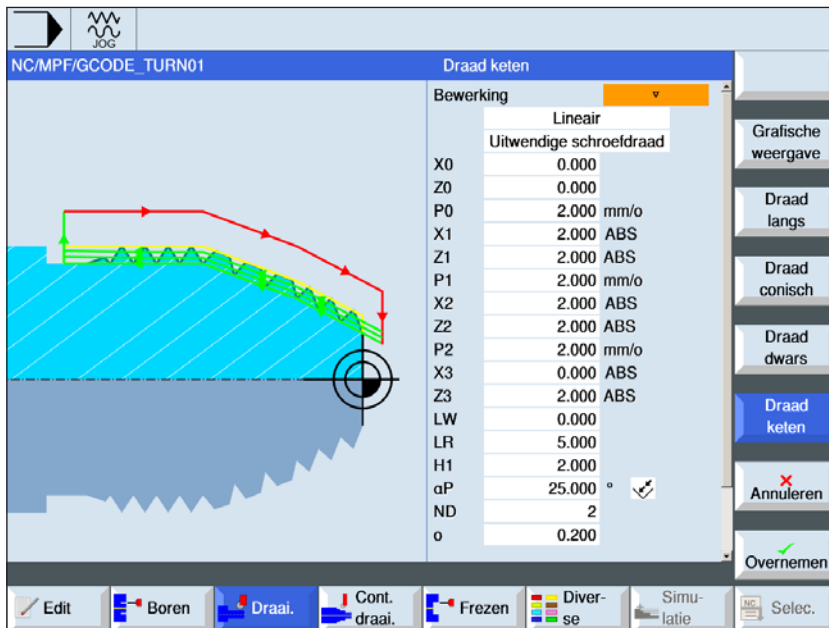 JOG
NC/MPF/GCODE_TURN01
Draad keten
Bewerking ▿
Lineair
Uitwendige schroefdraad
X0 0.000
Z0 0.000
P0 2.000 mm/o
X1 2.000 ABS
Z1 2.000 ABS
P1 2.000 mm/o
X2 2.000 ABS
Z2 2.000 ABS
P2 2.000 mm/o
X3 0.000 ABS
Z3 2.000 ABS
LW 0.000
LR 5.000
H1 2.000
αP 25.000 °
ND 2
o 0.200
Grafische
weergave
Draad
langs
Draad
conisch
Draad
dwars
Draad
keten
Annuleren
Overnemen
Edit
Boren
Draai.
Cont.
draai.
Frezen
Diver-
se
Simu-
latie
NC
Selec.